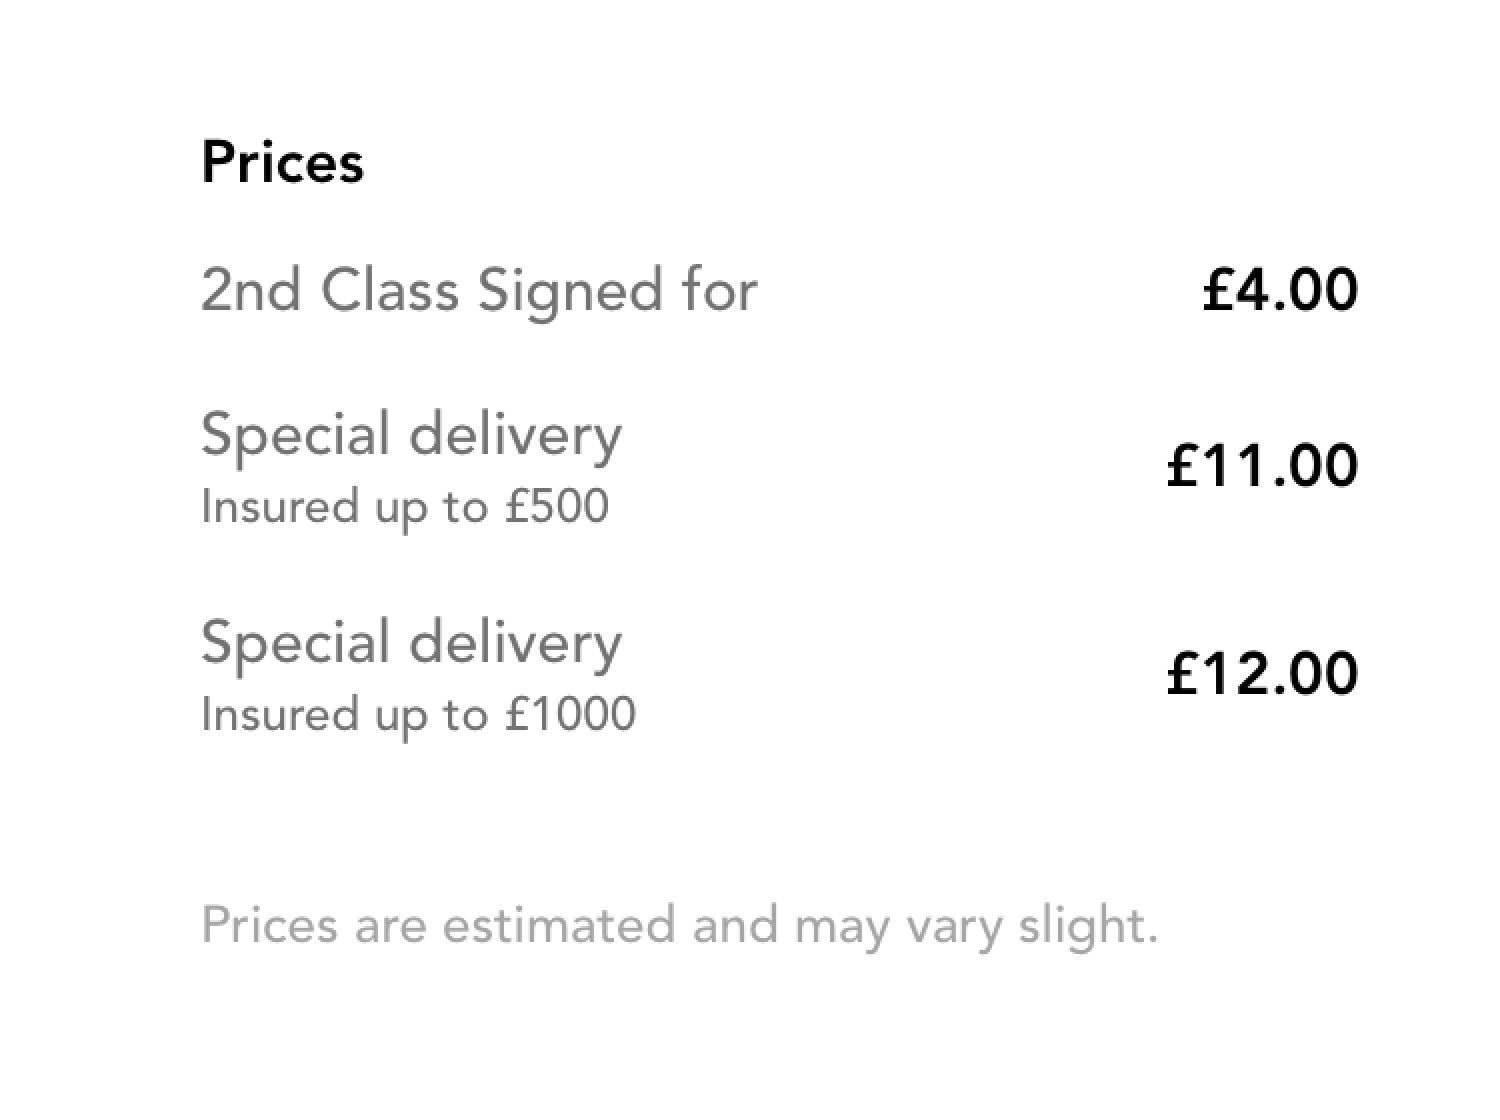 Prices
2nd Class Signed for £4.00
Special delivery
£11.00
Insured up to £500
Special delivery
£12.00
Insured up to £1000
Prices are estimated and may vary slight.